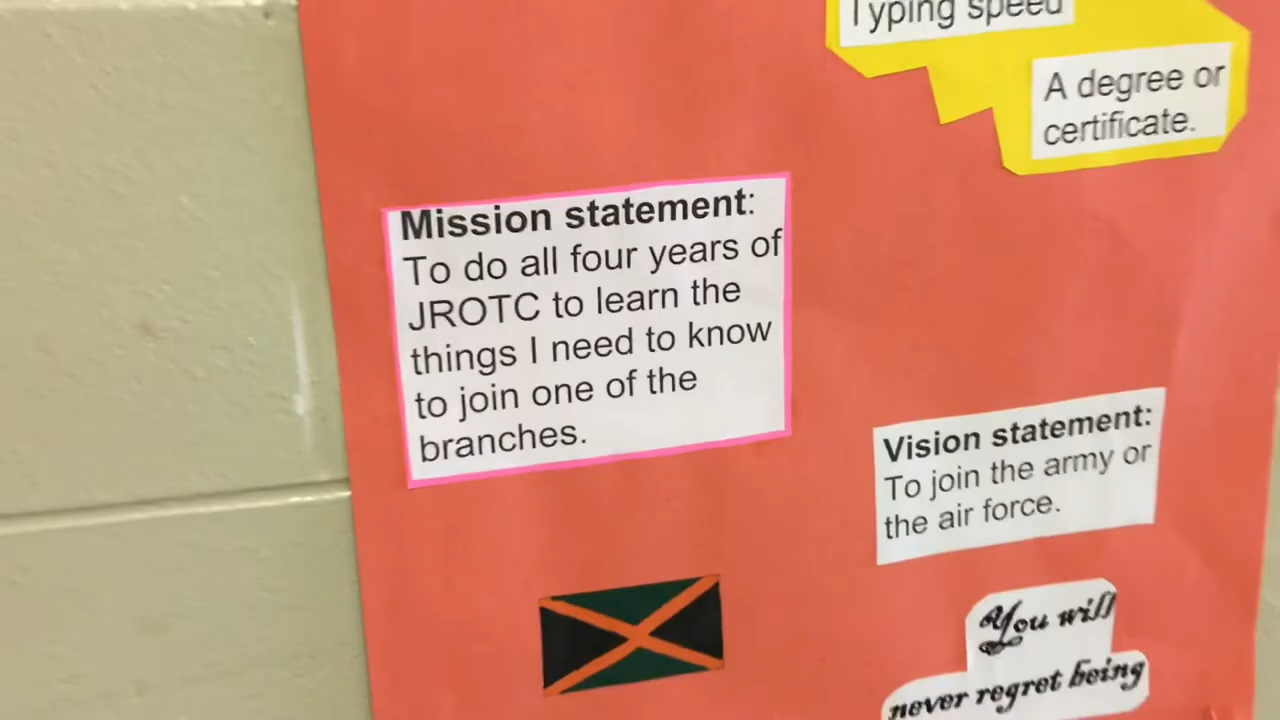 Typing speed
A degree or
certificate.
Mission statement:
To do all four years of
JROTC to learn the
things I need to know
to join one of the
branches.
Vision statement:
To join the army or
the air force.
You will
never regret being